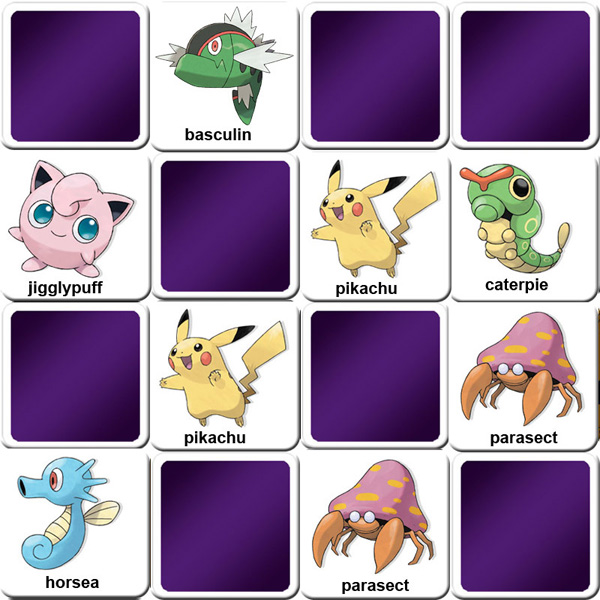 basculin
jigglypuff
pikachu
caterpie
pikachu
parasect
horsea
parasect